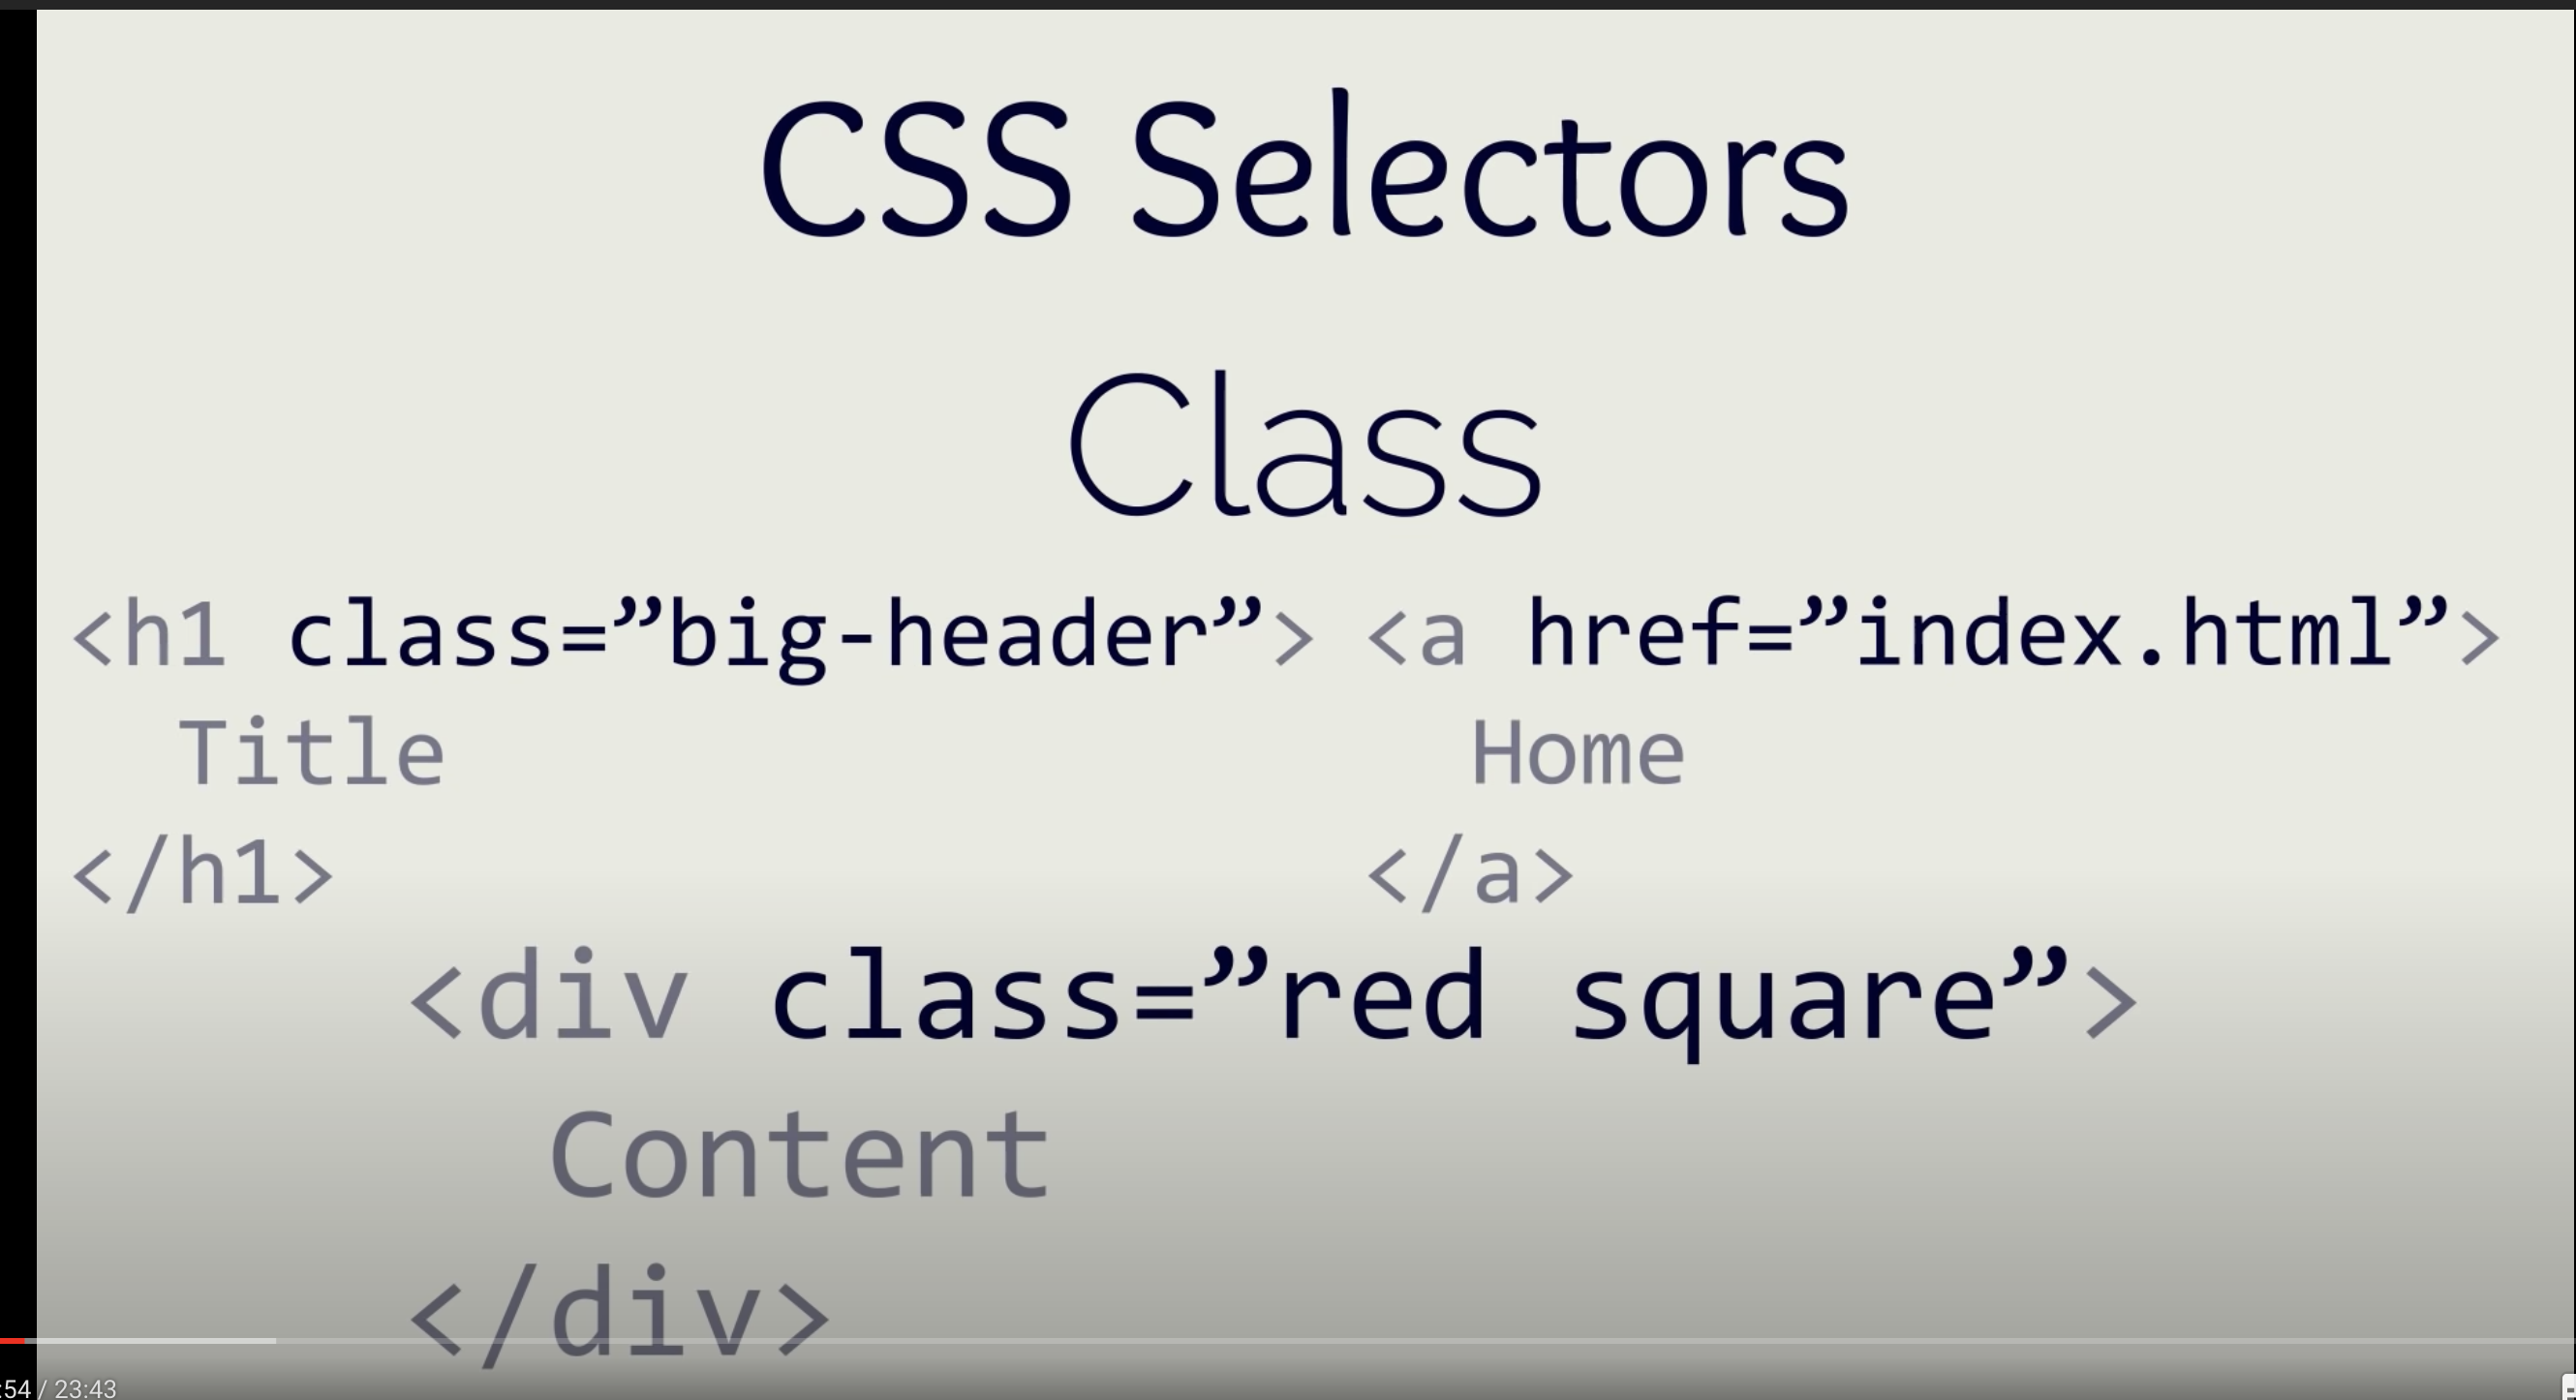 CSS Selectors
Class
<h1 class=”big-header”> <a href=”index.html”>
Title Home
</h1> </a>
<div class=”red square”>
Content
</div>
:54 / 23:43